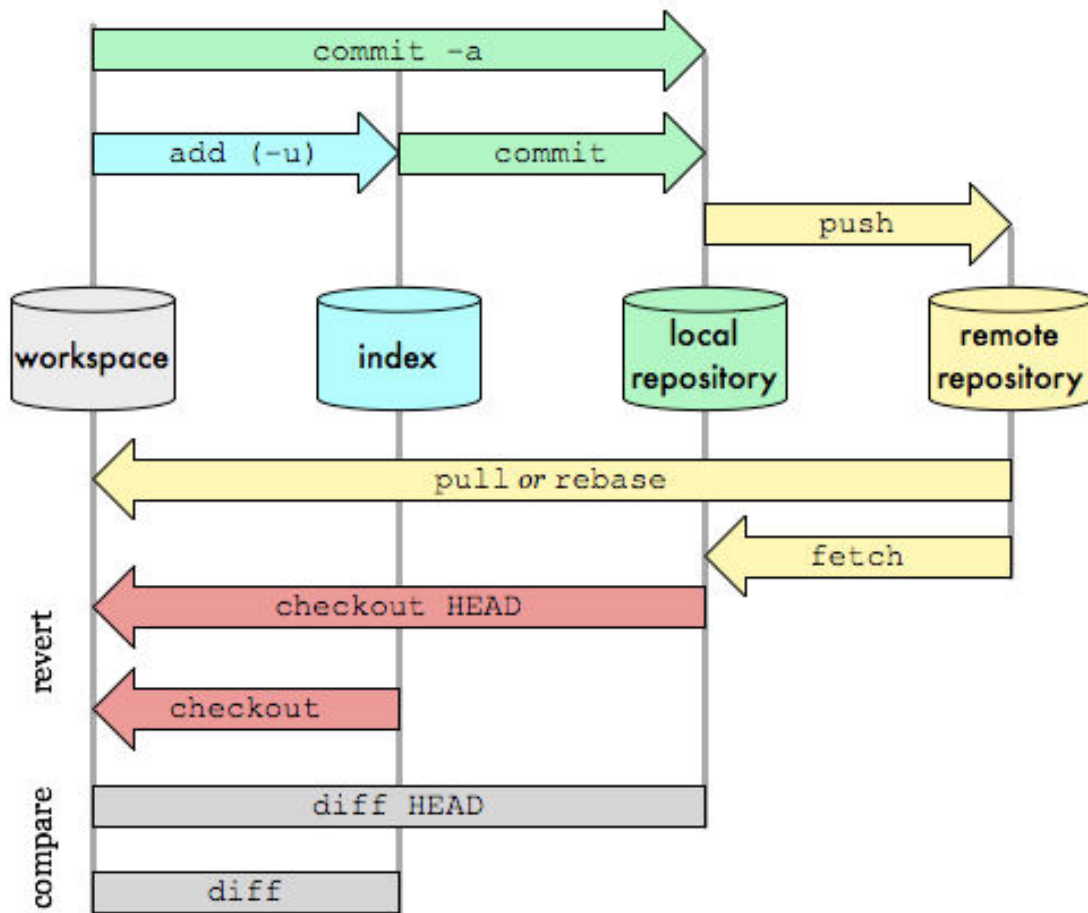 commit -a
add (-u)
commit
push
workspace
index
local
repository
remote
repository
pull or rebase
fetch
revert
checkout HEAD
checkout
compare
diff HEAD
diff